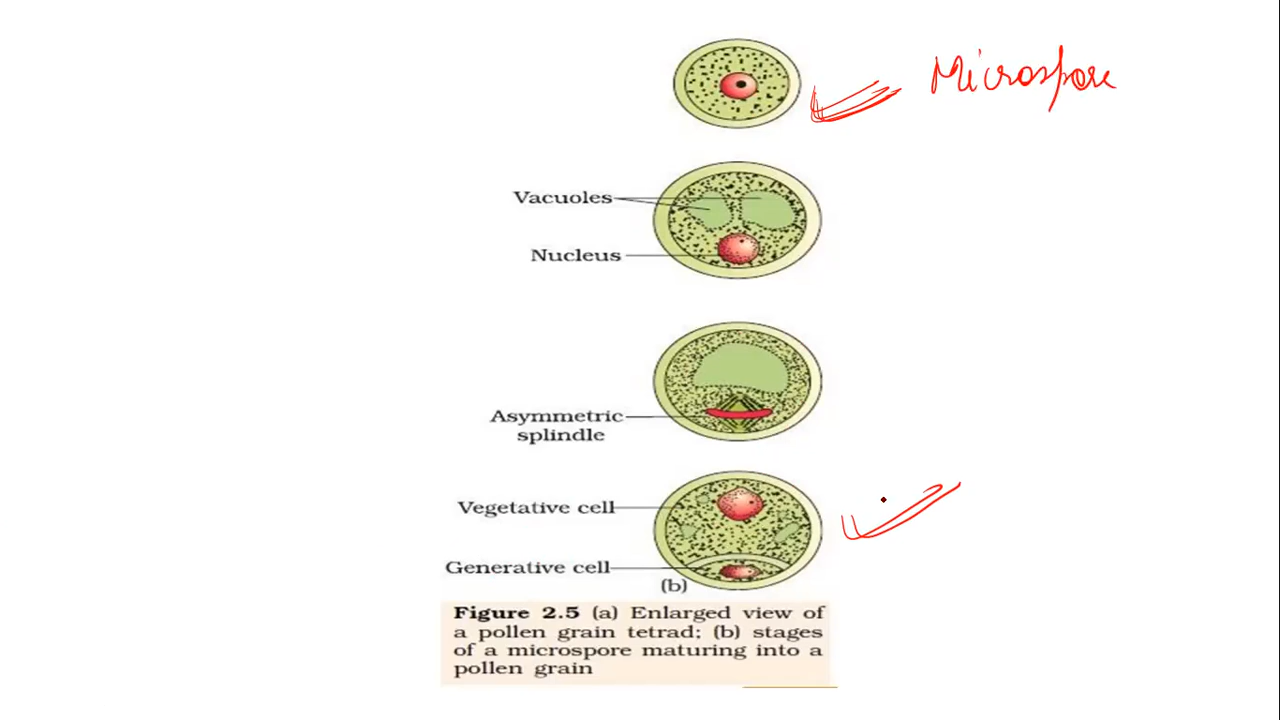 Microspore
Vacuoles
Nucleus
Asymmetric
splindle
Vegetative cell
Generative cell
(b)
Figure 2.5 (a) Enlarged view of
a pollen grain tetrad; (b) stages
of a microspore maturing into a
pollen grain